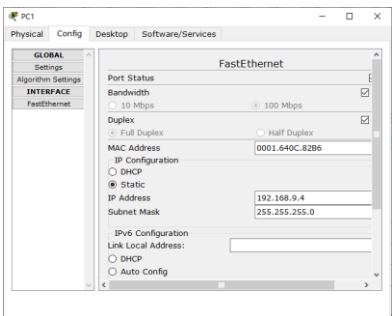 PC1
Physical Config Desktop Software/Services
GLOBAL
Settings
Algorithm Settings
INTERFACE
FastEthernet
FastEthernet
Port Status
Bandwidth
10 Mbps 100 Mbps
Duplex
Full Duplex Half Duplex
MAC Address 0001.640C.82B6
IP Configuration
DHCP
Static
IP Address 192.168.9.4
Subnet Mask 255.255.255.0
IPv6 Configuration
Link Local Address:
DHCP
Auto Config